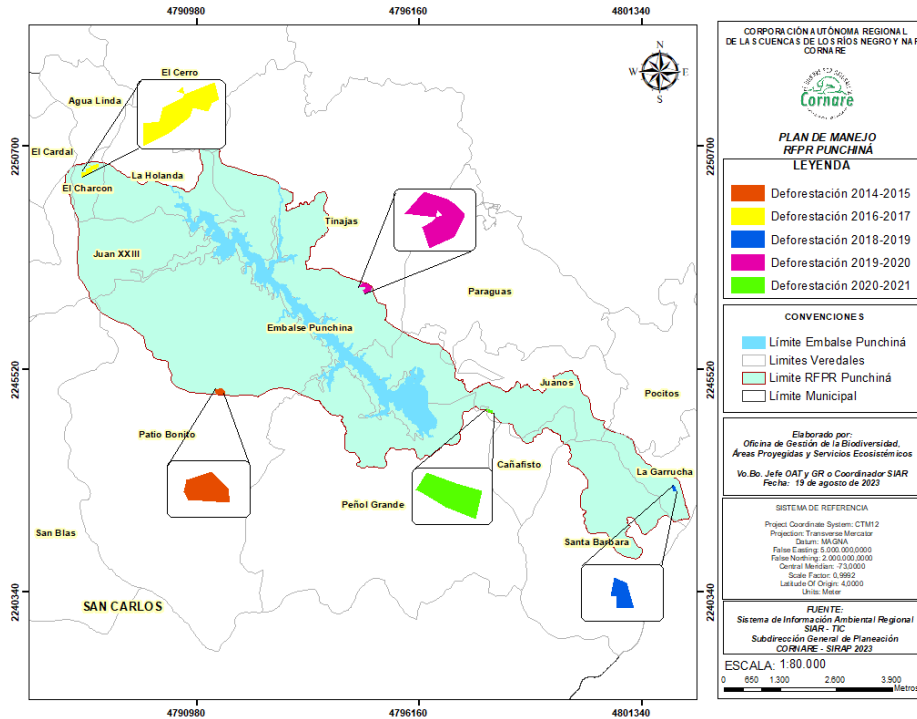 4790980 4796160 4801340
2260700
2245520
2240340
2260700
2245520
2240340
N
W E
S
El Cerro
Agua Linda
El Cardal
El Charcon
La Holanda
Tinajas
Juan XXIII
Paraguas
Embalse Punchina
Juanos
Pocitos
Patio Bonito
Cañafisto
La Garrucha
Peñol Grande
San Blas
Santa Barbara
SAN CARLOS
4790980 4796160 4801340
CORPORACIÓN AUTÓNOMA REGIONAL
DE LA S CUENCAS DE LOS RÍOS NEGRO Y NAR
CORNARE
Cornare
PLAN DE MANEJO
RFPR PUNCHINÁ
LEYENDA
Deforestación 2014-2015
Deforestación 2016-2017
Deforestación 2018-2019
Deforestación 2019-2020
Deforestación 2020-2021
CONVENCIONES
Límite Embalse Punchiná
Limites Veredales
Limite RFPR Punchiná
Límite Municipal
Elaborado por:
Oficina de Gestión de la Biodiversidad,
Áreas Proyegidas y Servicios Ecosistémicos
Vo.Bo. Jefe OAT y GR o Coordinador SIAR
Fecha: 19 de agosto de 2023
SISTEMA DE REFERENCIA
Project Coordinate System: CTM12
Projection: Transverse Mercator
Datum: MAGNA
False Easting: 5.000.000,0000
False Northing: 2.000.000,0000
Central Meridian: -73,0000
Scale Factor: 0,9992
Latitude Of Origin: 4,0000
Units: Meter
FUENTE:
Sistema de Información Ambiental Regional
SIAR - TIC
Subdirección General de Planeación
CORNARE - SIRAP 2023
ESCALA: 1:80.000
0 650 1.300 2.600 3.900
Metros